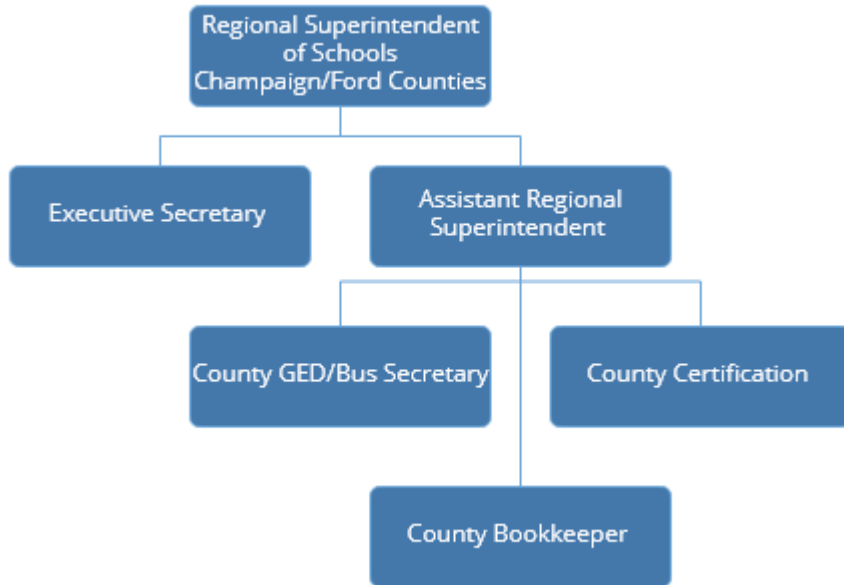 Regional Superintendent
of Schools
Champaign/Ford Counties
Executive Secretary
Assistant Regional
Superintendent
County GED/Bus Secretary
County Certification
County Bookkeeper